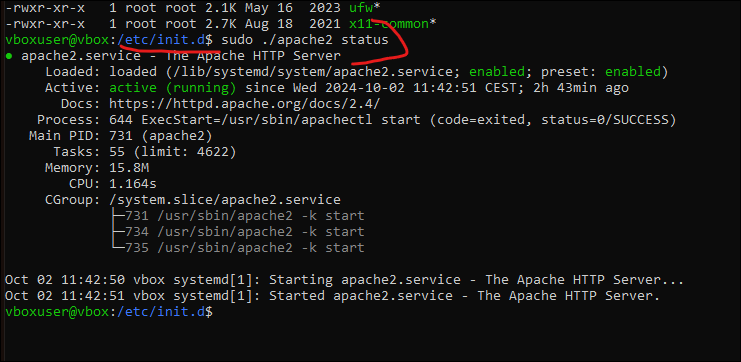 -rwxr-xr-x 1 root root 2.1K May 16 2023 ufw*
-rwxr-xr-x 1 root root 2.7K Aug 18 2021 x11-common*
vboxuser@vbox:/etc/init.d$ sudo ./apache2 status
● apache2.service - The Apache HTTP Server
Loaded: loaded (/lib/systemd/system/apache2.service; enabled; preset: enabled)
Active: active (running) since Wed 2024-10-02 11:42:51 CEST; 2h 43min ago
Docs: https://httpd.apache.org/docs/2.4/
Process: 644 ExecStart=/usr/sbin/apachectl start (code=exited, status=0/SUCCESS)
Main PID: 731 (apache2)
Tasks: 55 (limit: 4622)
Memory: 15.8M
CPU: 1.164s
CGroup: /system.slice/apache2.service
├─731 /usr/sbin/apache2 -k start
├─734 /usr/sbin/apache2 -k start
└─735 /usr/sbin/apache2 -k start
Oct 02 11:42:50 vbox systemd[1]: Starting apache2.service - The Apache HTTP Server...
Oct 02 11:42:51 vbox systemd[1]: Started apache2.service - The Apache HTTP Server.
vboxuser@vbox:/etc/init.d$